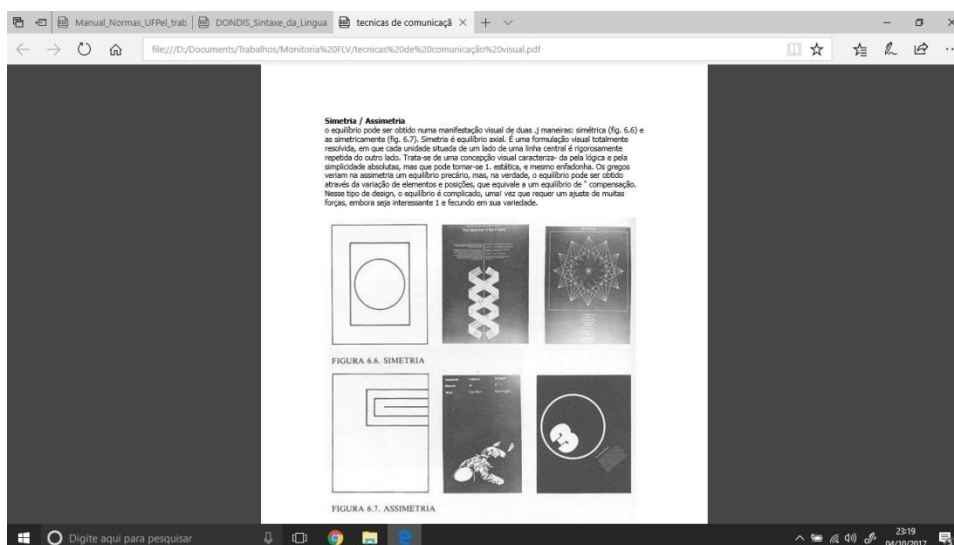 Manual_Normas_UFPel_trab
DONDIS_Sintaxe_da_Lingua
tecnicas de comunicaçã
file:///D:/Documents/Trabalhos/Monitoria%20FLV/tecnicas%20de%20comunicação%20visual.pdf
Simetria / Assimetria
o equilíbrio pode ser obtido numa manifestação visual de duas .j maneiras: simétrica (fig. 6.6) e
as simetricamente (fig. 6.7). Simetria é equilíbrio axial. É uma formulação visual totalmente
resolvida, em que cada unidade situada de um lado de uma linha central é rigorosamente
repetida do outro lado. Trata-se de uma concepção visual caracteriza- da pela lógica e pela
simplicidade absolutas, mas que pode tornar-se 1. estática, e mesmo enfadonha. Os gregos
veriam na assimetria um equilíbrio precário, mas, na verdade, o equilíbrio pode ser obtido
através da variação de elementos e posições, que equivale a um equilíbrio de " compensação.
Nesse tipo de design, o equilíbrio é complicado, uma! vez que requer um ajuste de muitas
forças, embora seja interessante 1 e fecundo em sua variedade.
FIGURA 6.6. SIMETRIA
3
FIGURA 6.7. ASSIMETRIA
Digite aqui para pesquisar
23:19
04/10/2017